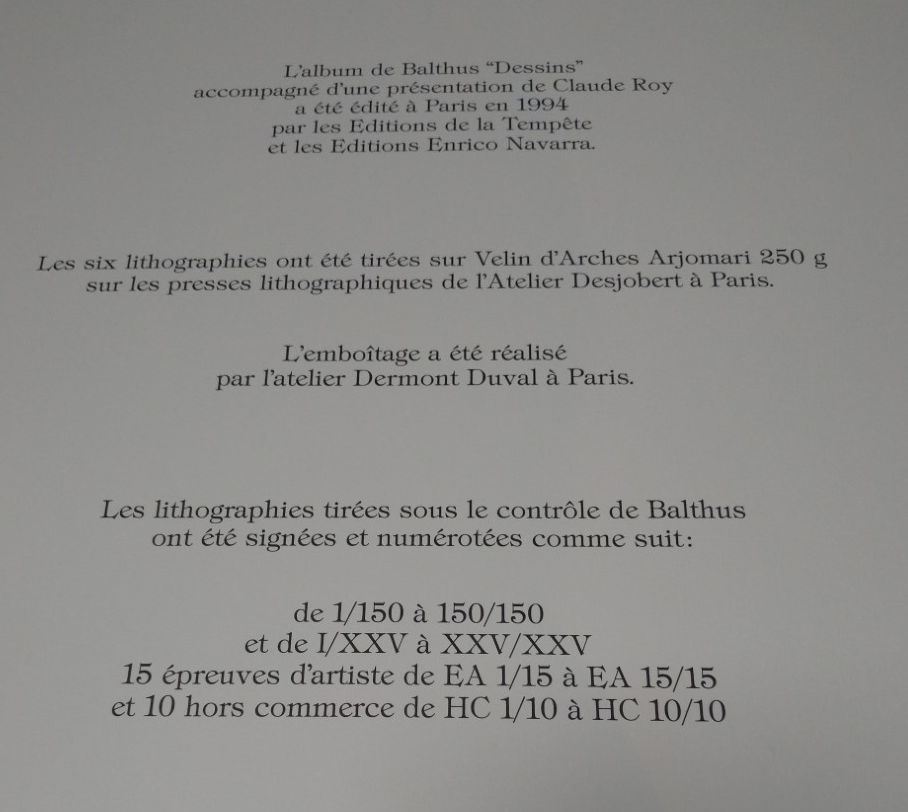 L'album de Balthus "Dessins"
accompagné d'une présentation de Claude Roy
a été édité à Paris en 1994
par les Editions de la Tempête
et les Editions Enrico Navarra.
Les six lithographies ont été tirées sur Velin d'Arches Arjomari 250 g
sur les presses lithographiques de l'Atelier Desjobert à Paris.
L'emboîtage a été réalisé
par l'atelier Dermont Duval à Paris.
Les lithographies tirées sous le contrôle de Balthus
ont été signées et numérotées comme suit:
de 1/150 à 150/150
et de I/XXV à XXV/XXV
15 épreuves d'artiste de EA 1/15 à EA 15/15
et 10 hors commerce de HC 1/10 à HC 10/10